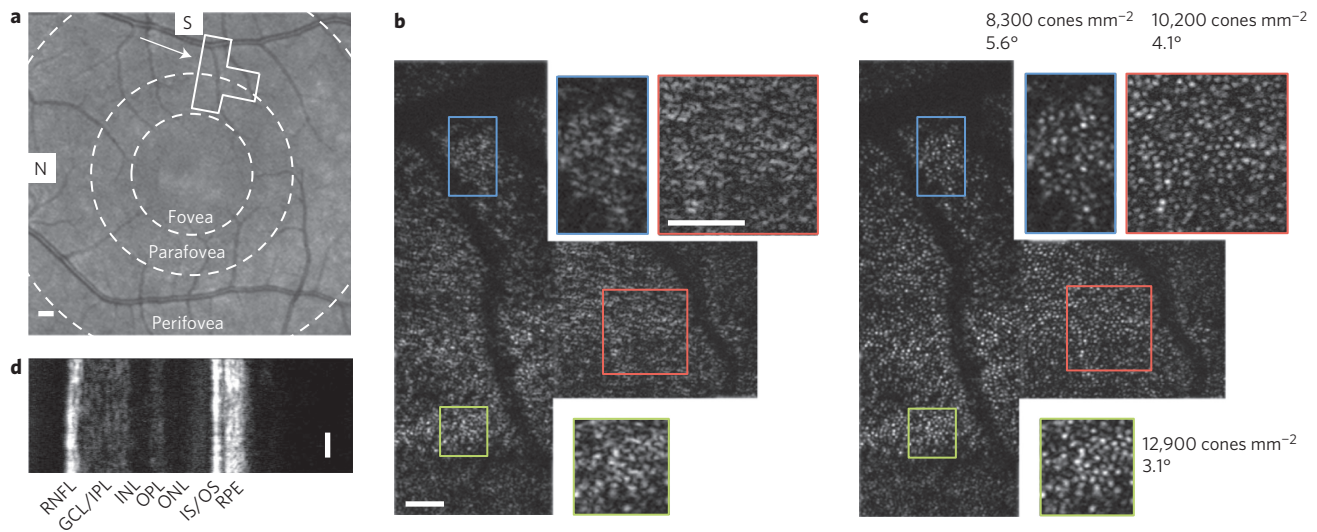 a
S
N
Fovea
Parafovea
Perifovea
b
c
8,300 cones mm⁻²
5.6°
10,200 cones mm⁻²
4.1°
12,900 cones mm⁻²
3.1°
d
RNFL
GCL/IPL
INL
OPL
ONL
IS/OS
RPE